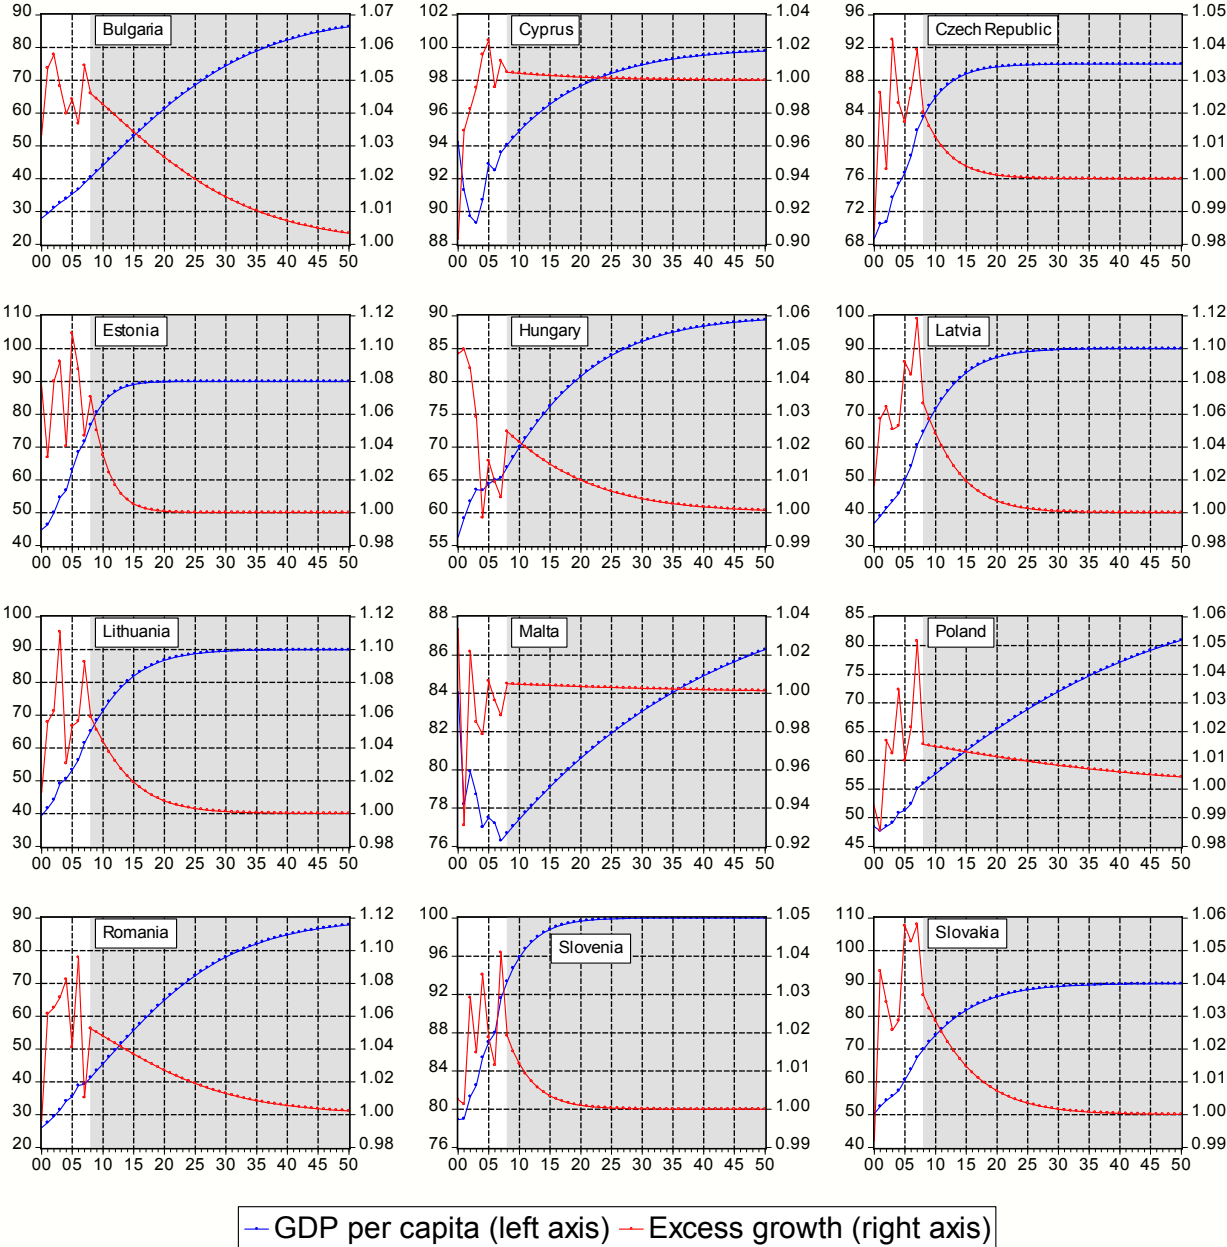 Bulgaria
90 80 70 60 50 40 30 20
1.07 1.06 1.05 1.04 1.03 1.02 1.01 1.00
00 05 10 15 20 25 30 35 40 45 50
Cyprus
102 100 98 96 94 92 90 88
1.04 1.02 1.00 0.98 0.96 0.94 0.92 0.90
00 05 10 15 20 25 30 35 40 45 50
Czech Republic
96 92 88 84 80 76 72 68
1.05 1.04 1.03 1.02 1.01 1.00 0.99 0.98
00 05 10 15 20 25 30 35 40 45 50
Estonia
110 100 90 80 70 60 50 40
1.12 1.10 1.08 1.06 1.04 1.02 1.00 0.98
00 05 10 15 20 25 30 35 40 45 50
Hungary
90 85 80 75 70 65 60 55
1.06 1.05 1.04 1.03 1.02 1.01 1.00 0.99
00 05 10 15 20 25 30 35 40 45 50
Latvia
100 90 80 70 60 50 40 30
1.12 1.10 1.08 1.06 1.04 1.02 1.00 0.98
00 05 10 15 20 25 30 35 40 45 50
Lithuania
100 90 80 70 60 50 40 30
1.12 1.10 1.08 1.06 1.04 1.02 1.00 0.98
00 05 10 15 20 25 30 35 40 45 50
Malta
88 86 84 82 80 78 76
1.04 1.02 1.00 0.98 0.96 0.94 0.92
00 05 10 15 20 25 30 35 40 45 50
Poland
85 80 75 70 65 60 55 50 45
1.06 1.05 1.04 1.03 1.02 1.01 1.00 0.99 0.98
00 05 10 15 20 25 30 35 40 45 50
Romania
90 80 70 60 50 40 30 20
1.12 1.10 1.08 1.06 1.04 1.02 1.00 0.98
00 05 10 15 20 25 30 35 40 45 50
Slovenia
100 96 92 88 84 80 76
1.05 1.04 1.03 1.02 1.01 1.00 0.99
00 05 10 15 20 25 30 35 40 45 50
Slovakia
110 100 90 80 70 60 50 40
1.06 1.05 1.04 1.03 1.02 1.01 1.00 0.99
00 05 10 15 20 25 30 35 40 45 50
GDP per capita (left axis) Excess growth (right axis)